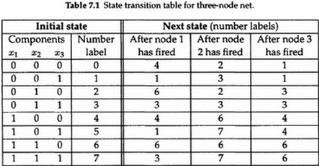 Table 7.1 State transition table for three-node net.
Initial state Next state (number labels)
Components Number After node 1 After node After node 3
x1 x2 x3 label has fired 2 has fired has fired
0 0 0 0 4 2 1
0 0 1 1 1 3 1
0 1 0 2 6 2 3
0 1 1 3 3 3 3
1 0 0 4 4 6 4
1 0 1 5 1 7 4
1 1 0 6 6 6 6
1 1 1 7 3 7 6